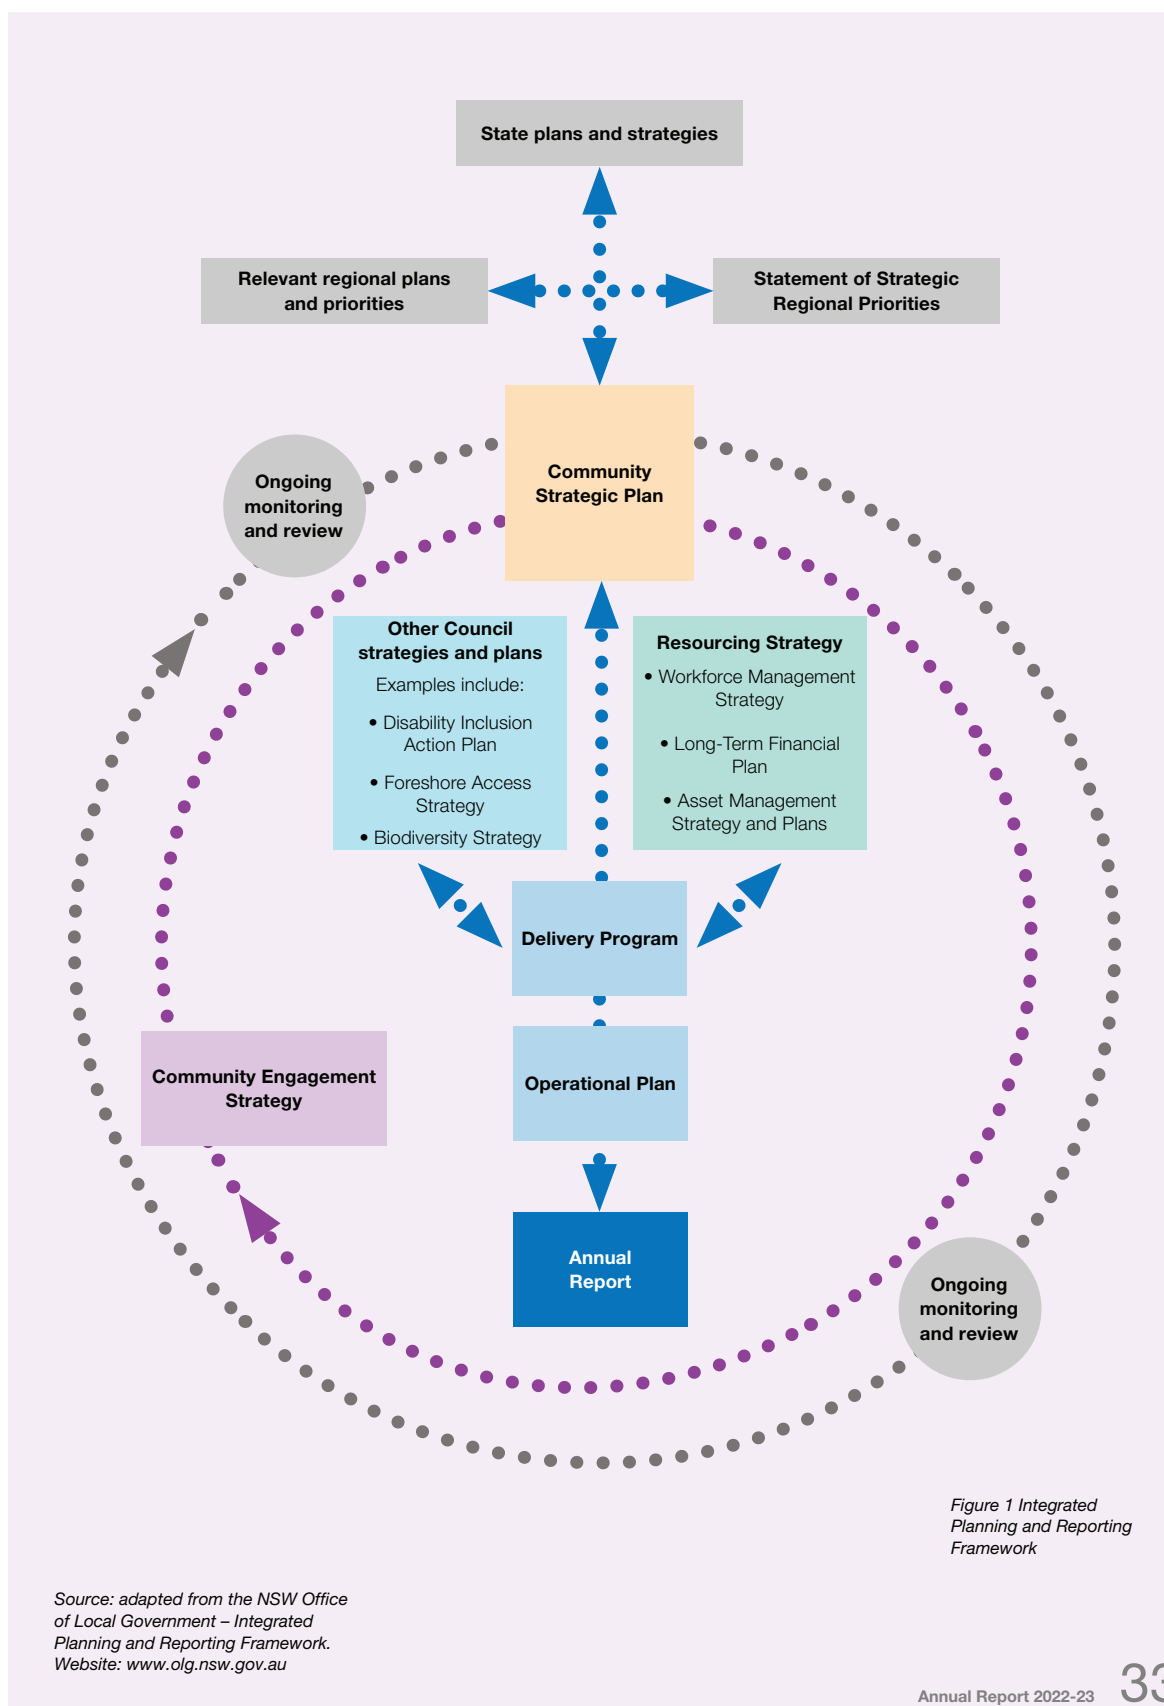 State plans and strategies
Relevant regional plans
and priorities
Statement of Strategic
Regional Priorities
Community
Strategic Plan
Ongoing
monitoring
and review
Other Council
strategies and plans
Examples include:
• Disability Inclusion
Action Plan
• Foreshore Access
Strategy
• Biodiversity Strategy
Resourcing Strategy
• Workforce Management
Strategy
• Long-Term Financial
Plan
• Asset Management
Strategy and Plans
Delivery Program
Community Engagement
Strategy
Operational Plan
Annual
Report
Ongoing
monitoring
and review
Figure 1 Integrated
Planning and Reporting
Framework
Source: adapted from the NSW Office
of Local Government – Integrated
Planning and Reporting Framework.
Website: www.olg.nsw.gov.au
Annual Report 2022-23 33